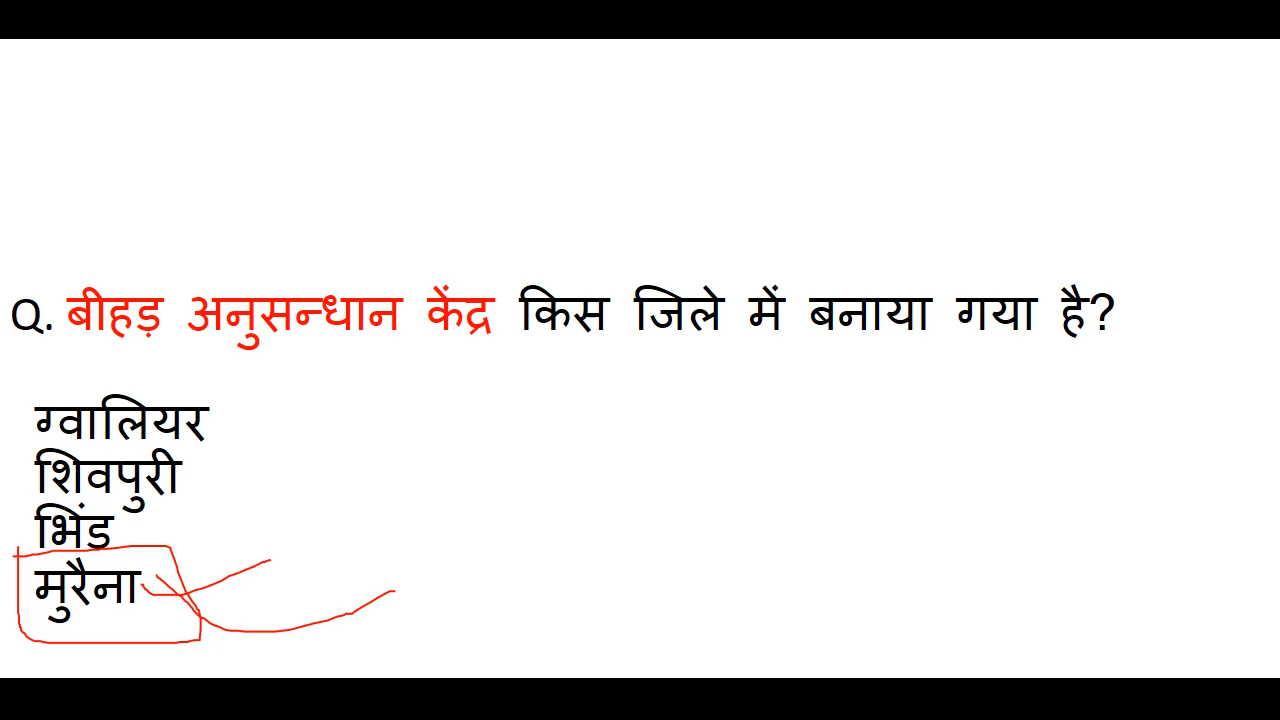 Q. बीहड़ अनुसन्धान केंद्र किस जिले में बनाया गया है?
ग्वालियर
शिवपुरी
भिंड
मुरैना